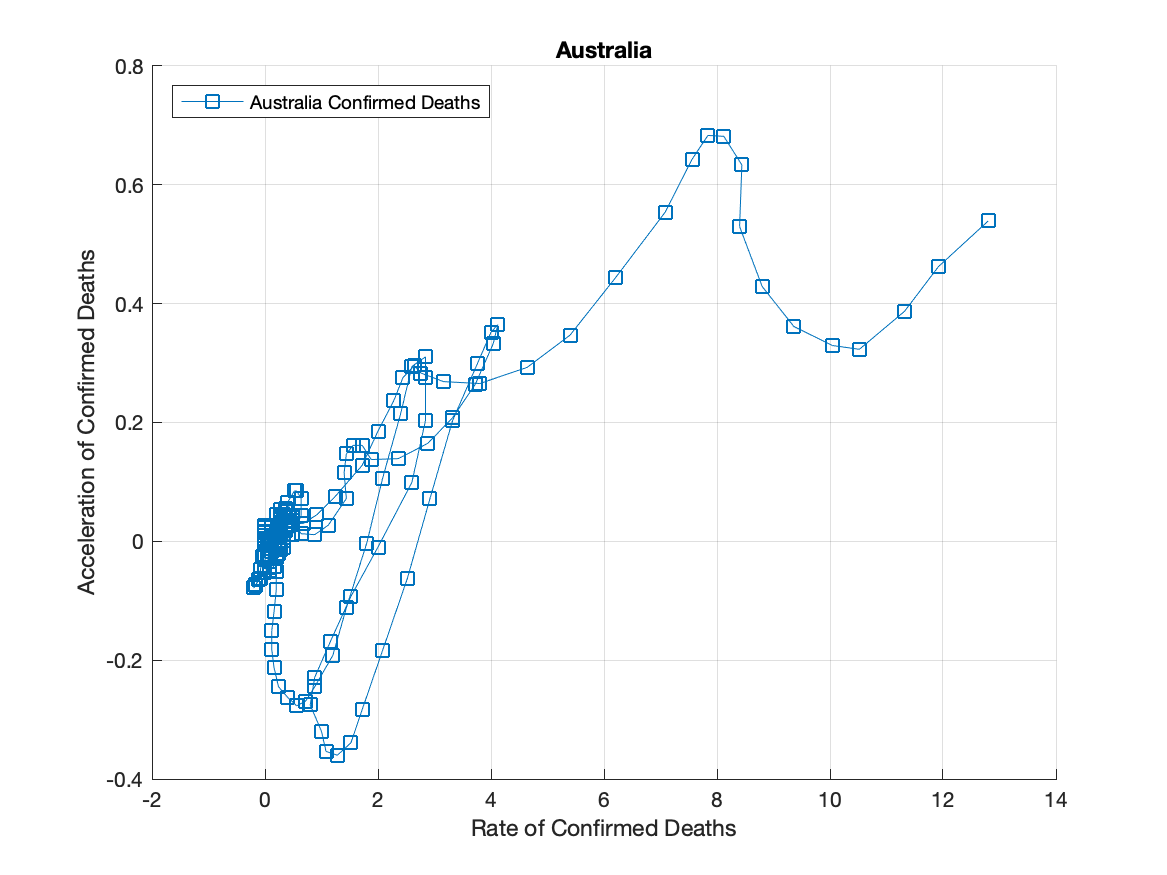 Australia
Australia Confirmed Deaths
Acceleration of Confirmed Deaths
0.8
0.6
0.4
0.2
0
-0.2
-0.4
-2 0 2 4 6 8 10 12 14
Rate of Confirmed Deaths